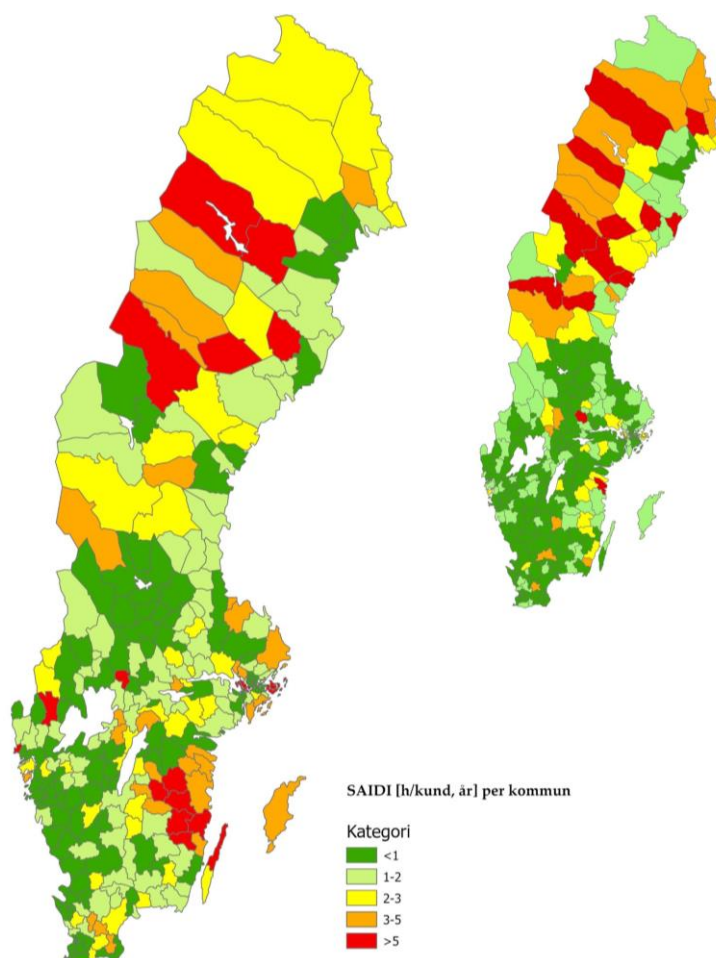 SAIDI [h/kund, år] per kommun
Kategori
<1
1-2
2-3
3-5
>5